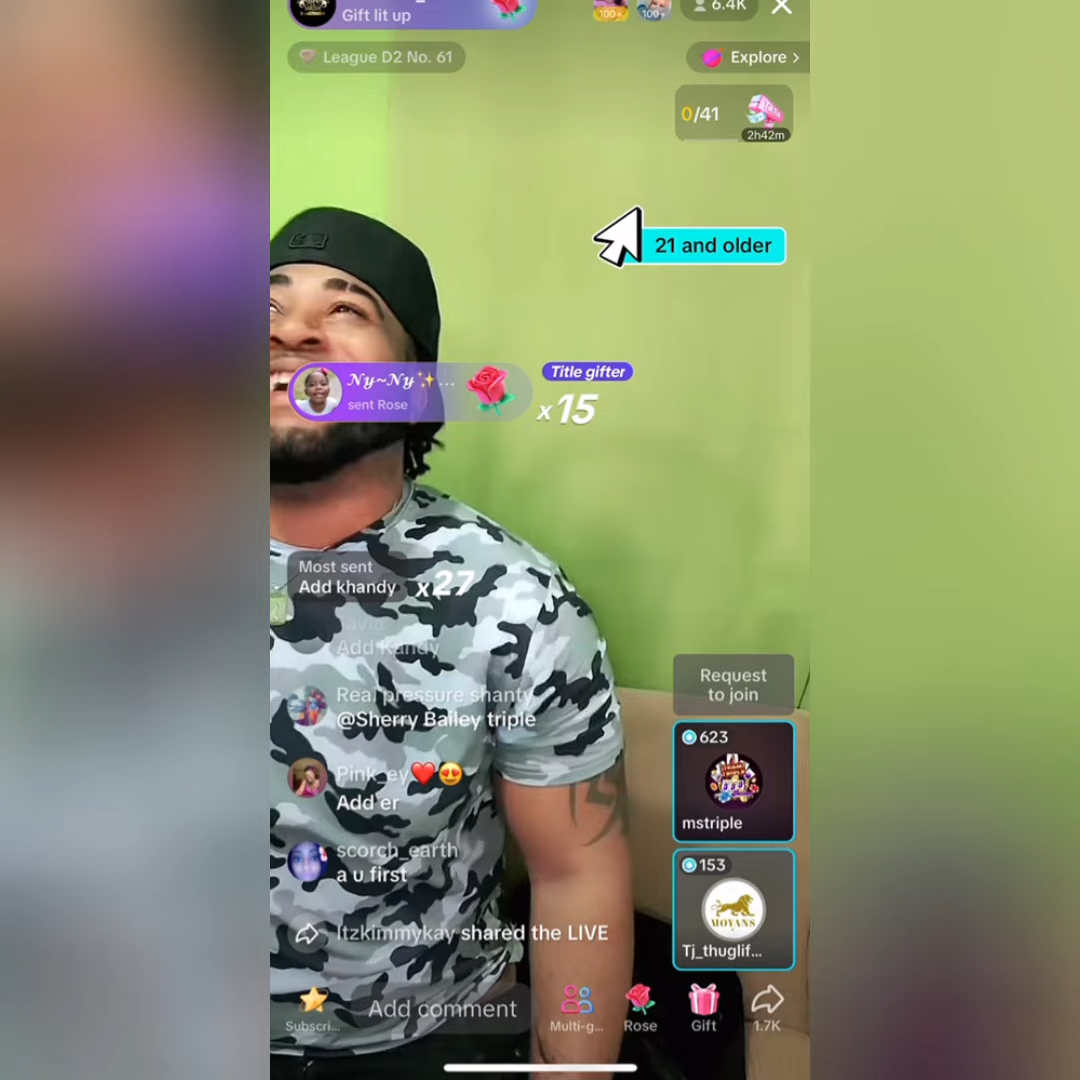 Gift lit up
100+
100+
6.4K
League D2 No. 61
Explore >
0/41
2h42m
21 and older
Ny~Ny✨...
sent Rose
Title gifter
x15
Most sent
Add khandy
x27
Add Kandy
Real pressure shanty
@Sherry Bailey triple
Pink_ey❤️😍
Add er
scorch_earth
a u first
Itzkimmykay shared the LIVE
Request
to join
623
mstriple
153
MOYANS
Tj_thuglif...
Subscri...
Add comment
Multi-g...
Rose
Gift
1.7K